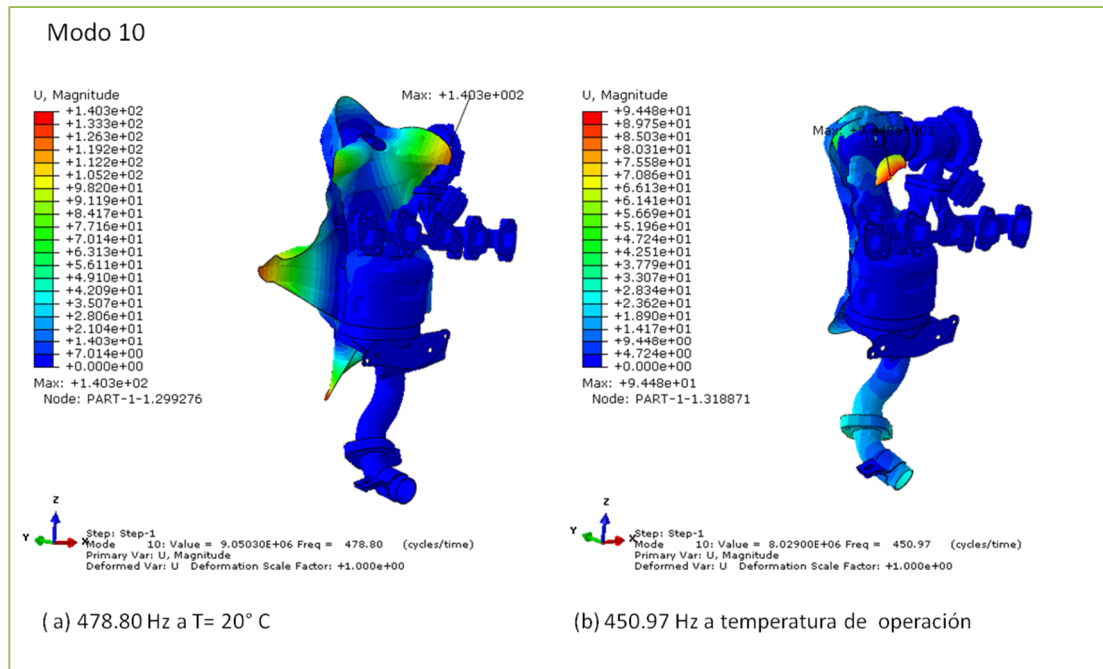 Modo 10
U, Magnitude
+1.403e+02
+1.333e+02
+1.263e+02
+1.192e+02
+1.122e+02
+1.052e+02
+9.820e+01
+9.119e+01
+8.417e+01
+7.716e+01
+7.014e+01
+6.313e+01
+5.611e+01
+4.910e+01
+4.209e+01
+3.507e+01
+2.806e+01
+2.104e+01
+1.403e+01
+7.014e+00
+0.000e+00
Max: +1.403e+02
Node: PART-1-1.299276
Max: +1.403e+002
Z
Y
X
Step: Step-1
Mode 10: Value = 9.05030E+06 Freq = 478.80 (cycles/time)
Primary Var: U, Magnitude
Deformed Var: U Deformation Scale Factor: +1.000e+00
( a) 478.80 Hz a T= 20° C
U, Magnitude
+9.448e+01
+8.975e+01
+8.503e+01
+8.031e+01
+7.558e+01
+7.086e+01
+6.613e+01
+6.141e+01
+5.669e+01
+5.196e+01
+4.724e+01
+4.251e+01
+3.779e+01
+3.307e+01
+2.834e+01
+2.362e+01
+1.890e+01
+1.417e+01
+9.448e+00
+4.724e+00
+0.000e+00
Max: +9.448e+01
Node: PART-1-1.318871
Max: +9.448e+001
Z
Y
X
Step: Step-1
Mode 10: Value = 8.02900E+06 Freq = 450.97 (cycles/time)
Primary Var: U, Magnitude
Deformed Var: U Deformation Scale Factor: +1.000e+00
(b) 450.97 Hz a temperatura de operación